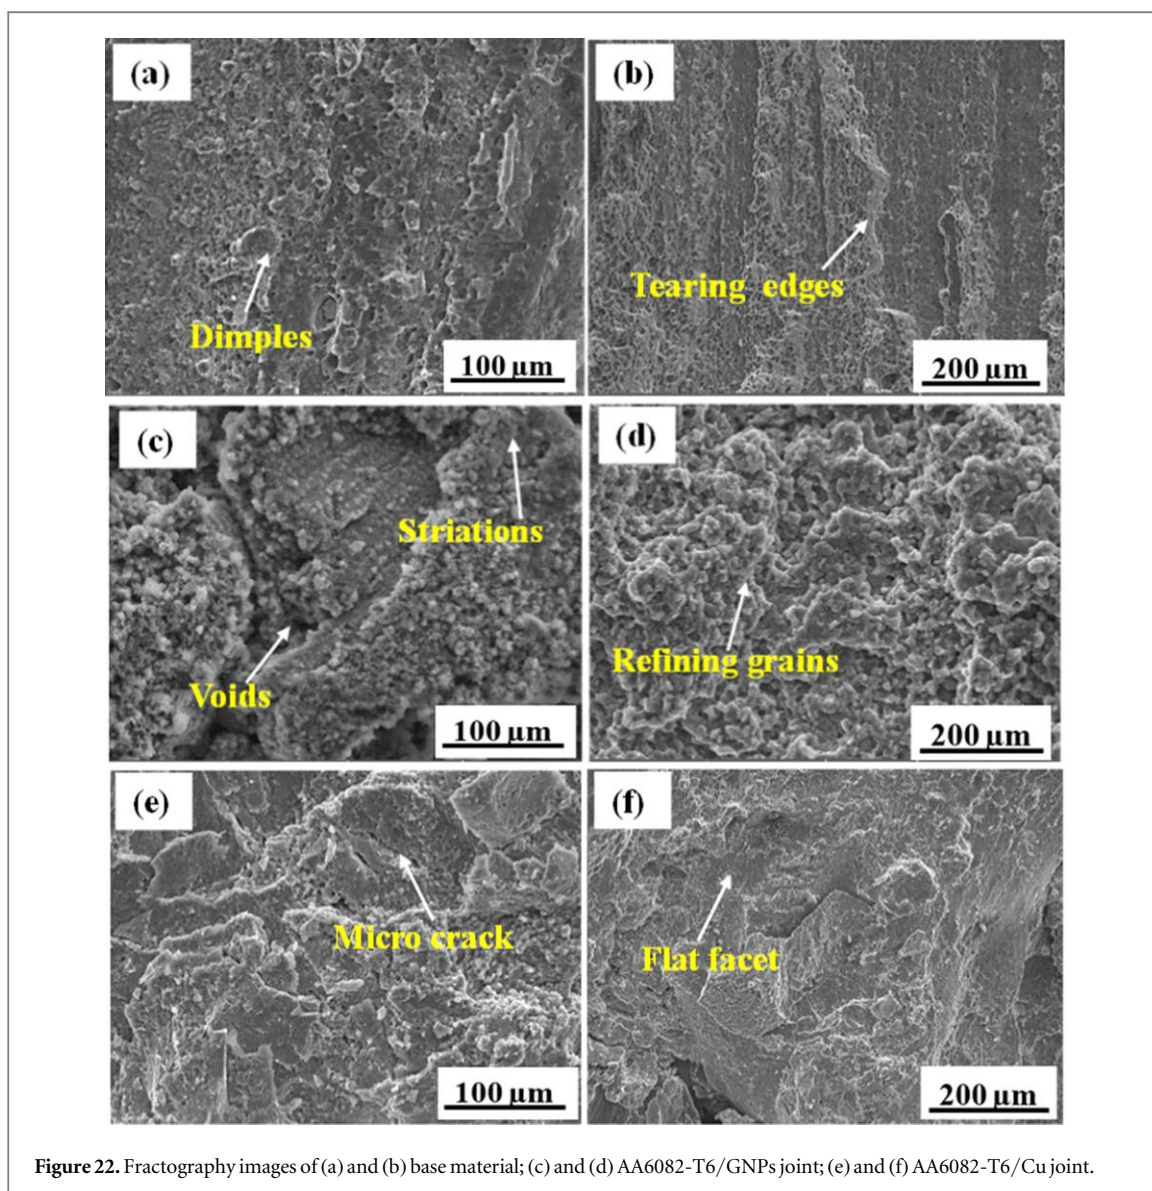 (a)
(b)
Dimples
Tearing edges
100 µm
200 µm
(c)
(d)
Striations
Voids
Refining grains
100 µm
200 µm
(e)
(f)
Micro crack
Flat facet
100 µm
200 µm
Figure 22. Fractography images of (a) and (b) base material; (c) and (d) AA6082-T6/GNPs joint; (e) and (f) AA6082-T6/Cu joint.